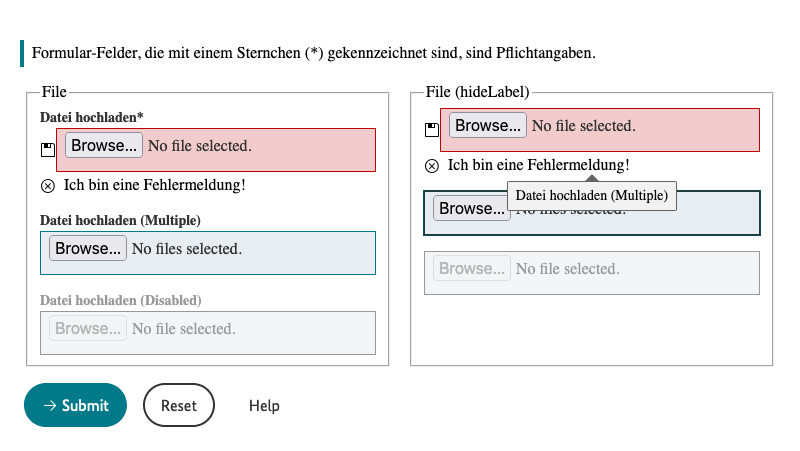 Formular-Felder, die mit einem Sternchen (*) gekennzeichnet sind, sind Pflichtangaben.
File
Datei hochladen*
Browse... No file selected.
Ich bin eine Fehlermeldung!
Datei hochladen (Multiple)
Browse... No files selected.
Datei hochladen (Disabled)
Browse... No file selected.
File (hideLabel)
Browse... No file selected.
Ich bin eine Fehlermeldung!
Datei hochladen (Multiple)
Browse... No files selected.
Browse... No file selected.
→ Submit
Reset
Help